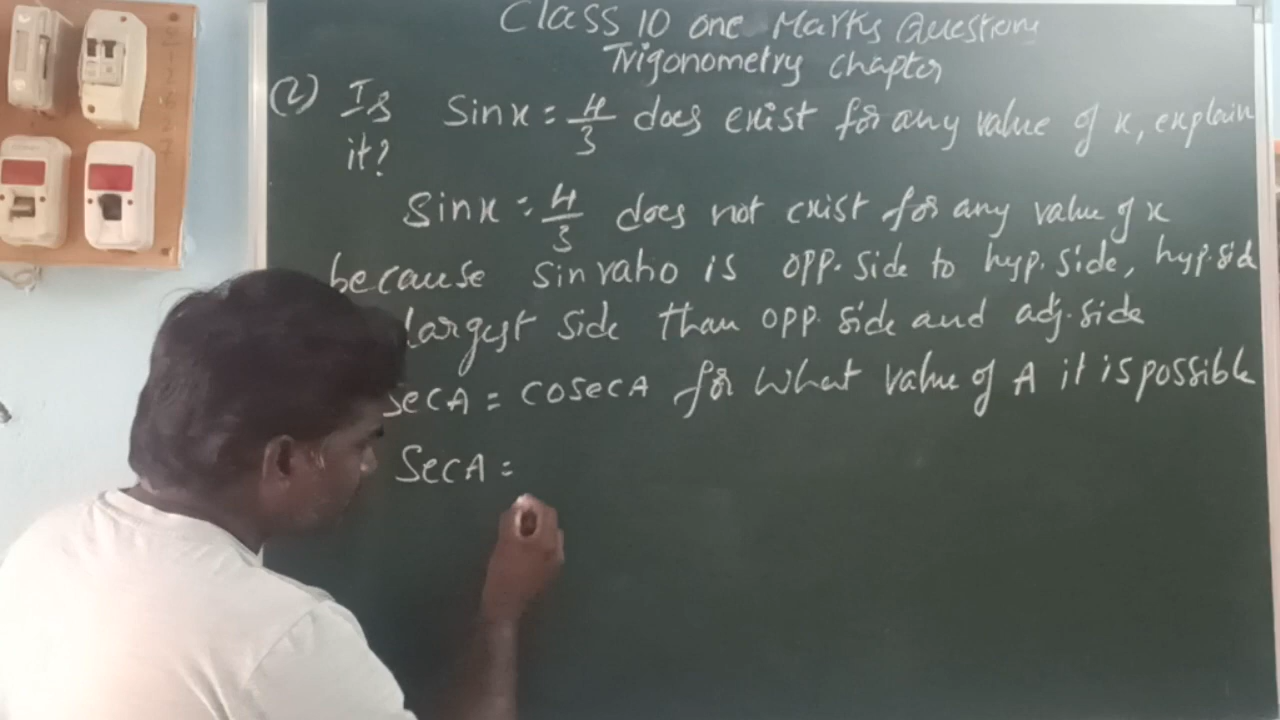 Class 10 one Marks Questions
Trigonometry chapter
(2) Is Sinx = 4/3 does exist for any value of x, explain
it?
Sinx = 4/3 does not exist for any value of x
because sin ratio is opp. side to hyp. side, hyp. side
largest side than opp. side and adj. side
SecA = cosecA for what value of A it is possible
SecA =